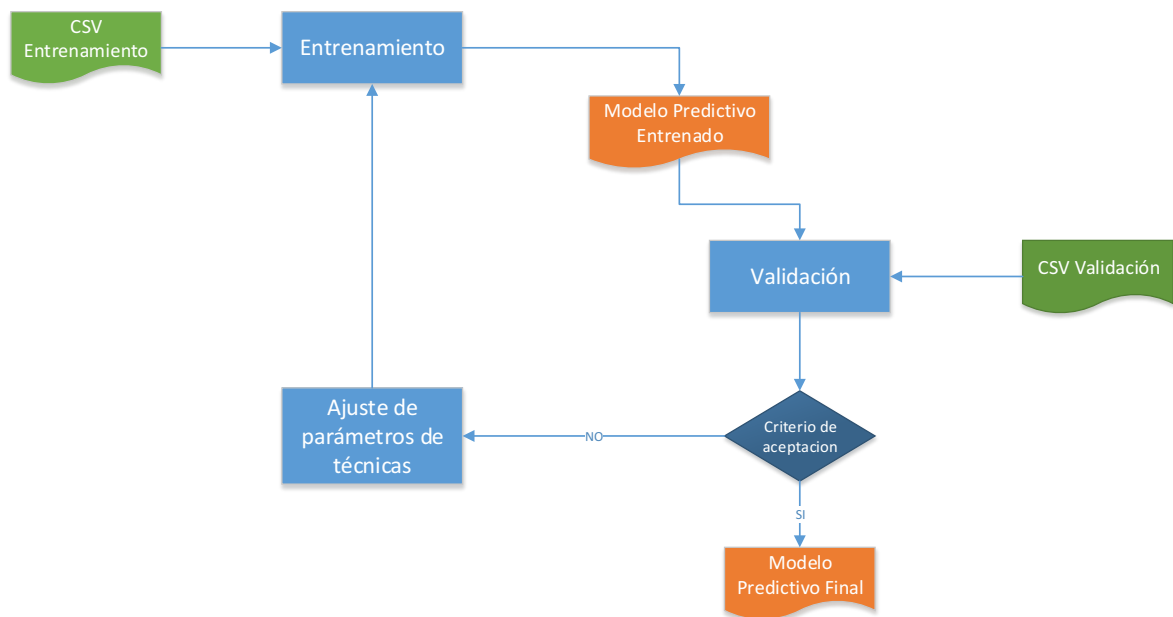 CSV
Entrenamiento
Entrenamiento
Modelo Predictivo
Entrenado
Validación
CSV Validación
Ajuste de
parámetros de
técnicas
NO
Criterio de
aceptacion
SI
Modelo
Predictivo Final